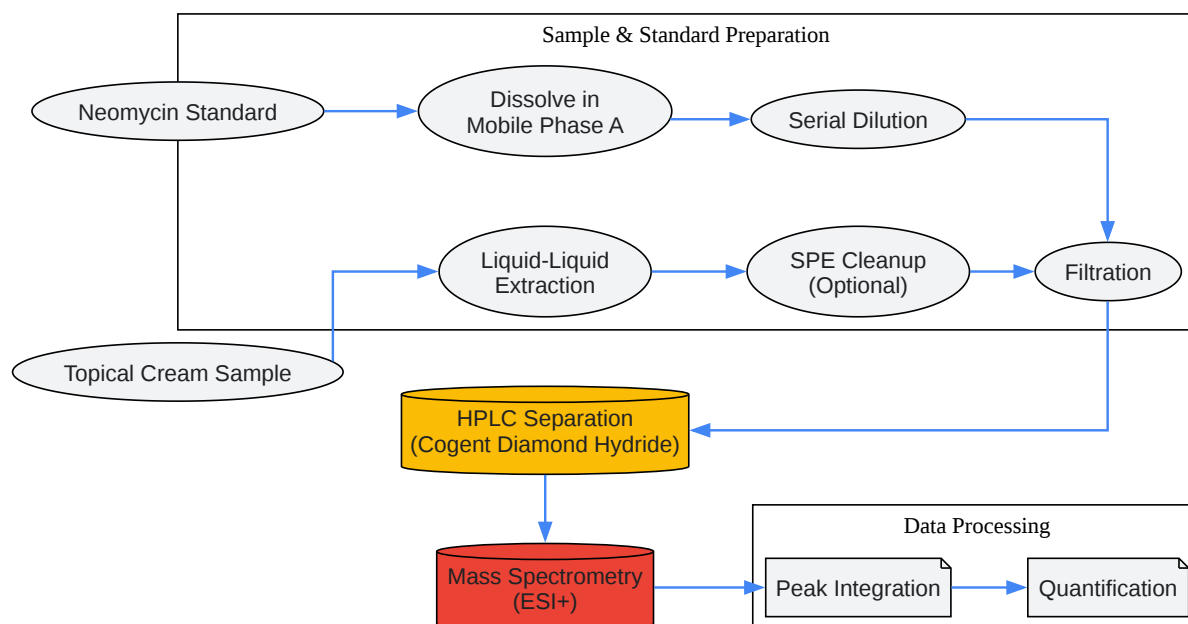 Sample & Standard Preparation
Neomycin Standard
Dissolve in
Mobile Phase A
Serial Dilution
Liquid-Liquid
Extraction
SPE Cleanup
(Optional)
Filtration
Topical Cream Sample
HPLC Separation
(Cogent Diamond Hydride)
Mass Spectrometry
(ESI+)
Data Processing
Peak Integration
Quantification